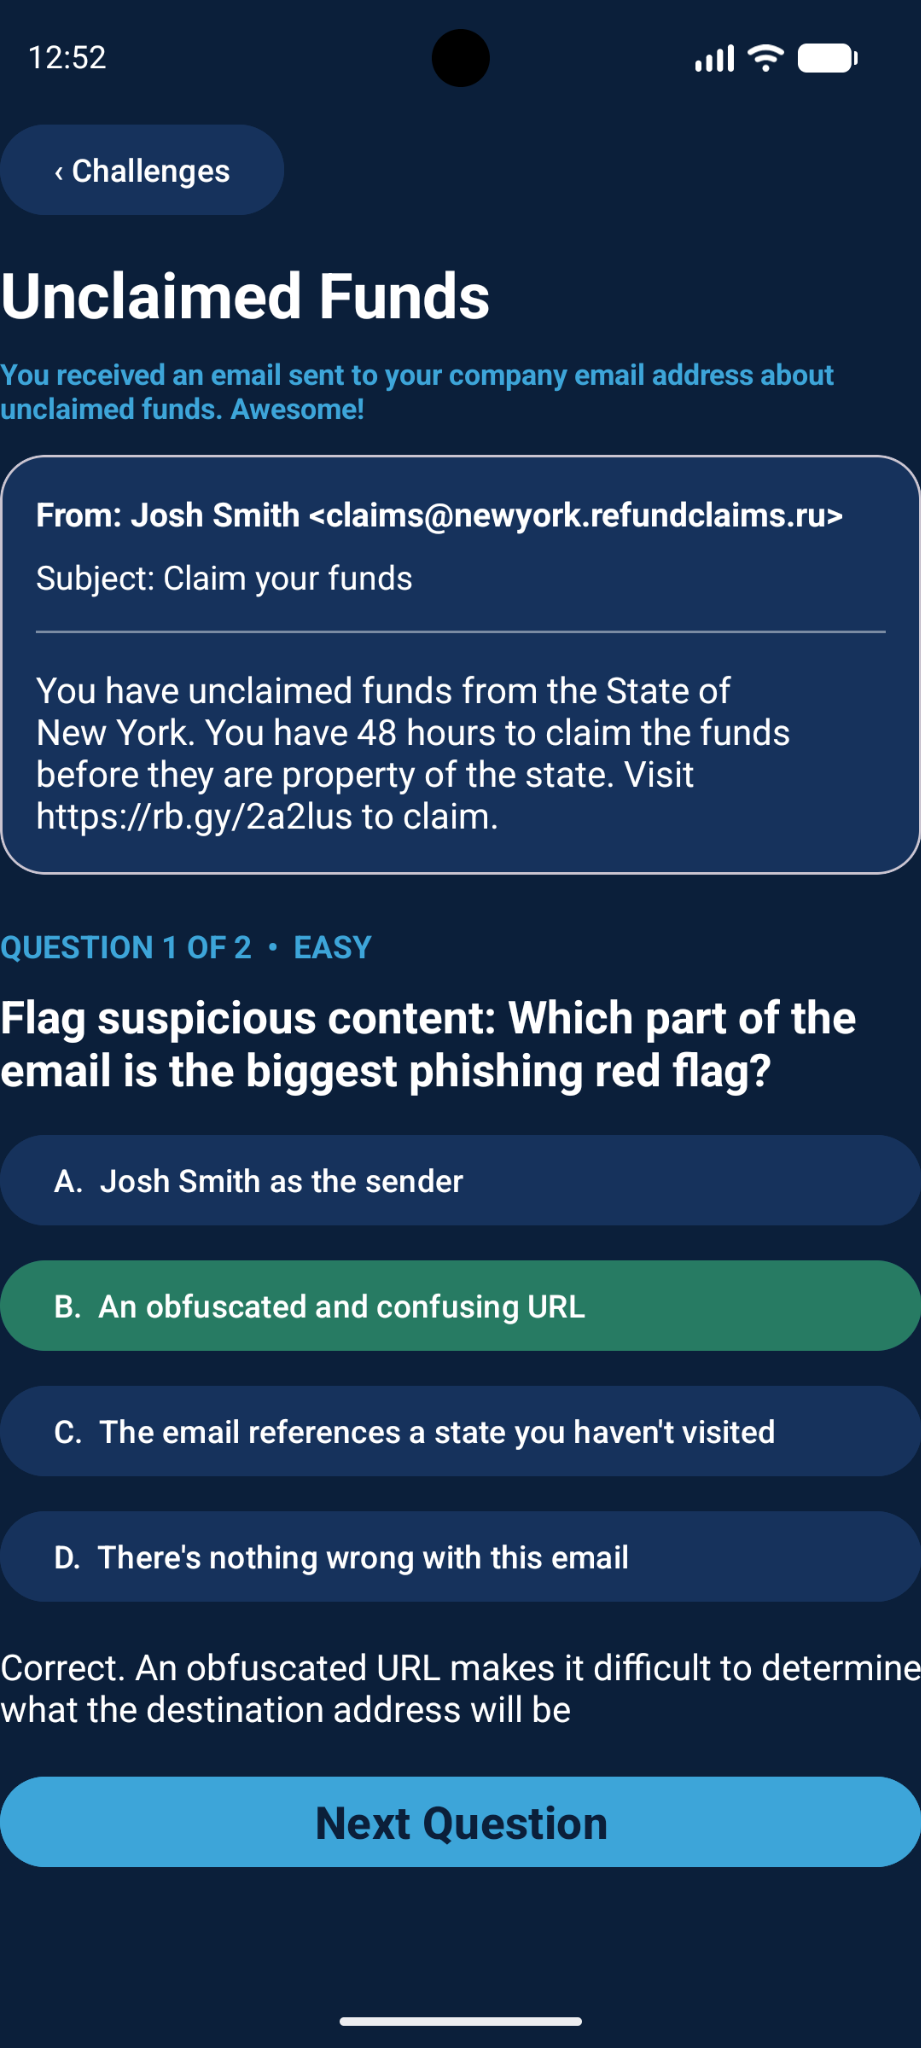 12:52
‹ Challenges
Unclaimed Funds
You received an email sent to your company email address about
unclaimed funds. Awesome!
From: Josh Smith <claims@newyork.refundclaims.ru>
Subject: Claim your funds
You have unclaimed funds from the State of
New York. You have 48 hours to claim the funds
before they are property of the state. Visit
https://rb.gy/2a2lus to claim.
QUESTION 1 OF 2 • EASY
Flag suspicious content: Which part of the
email is the biggest phishing red flag?
A. Josh Smith as the sender
B. An obfuscated and confusing URL
C. The email references a state you haven't visited
D. There's nothing wrong with this email
Correct. An obfuscated URL makes it difficult to determine
what the destination address will be
Next Question